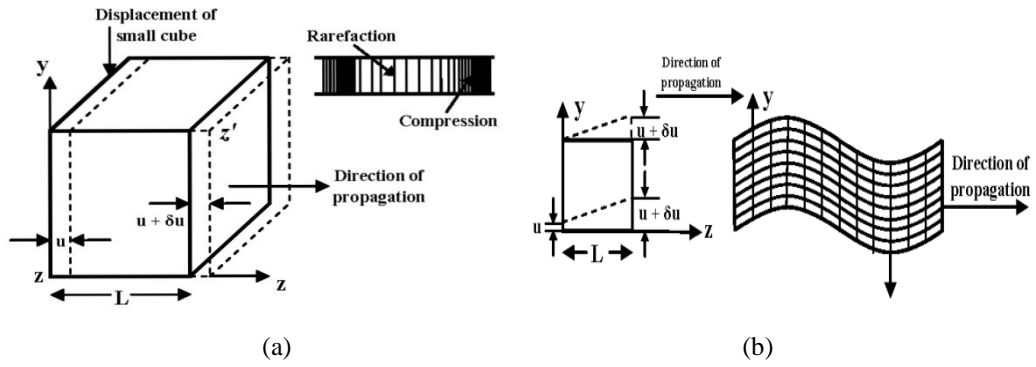 Displacement of
small cube
y
Rarefaction
Compression
z'
Direction of
propagation
u + δu
u
z
z
L
(a)
Direction of
propagation
y
y
u + δu
u + δu
u
z
L
Direction of
propagation
(b)